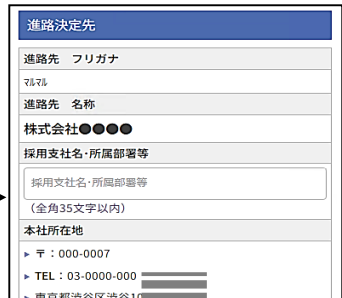 進路決定先
進路先 フリガナ
ﾏﾙﾏﾙ
進路先 名称
株式会社●●●●
採用支社名・所属部署等
採用支社名・所属部署等
（全角35文字以内）
本社所在地
▶ 〒：000-0007
▶ TEL：03-0000-000
▶ 東京都渋谷区渋谷10